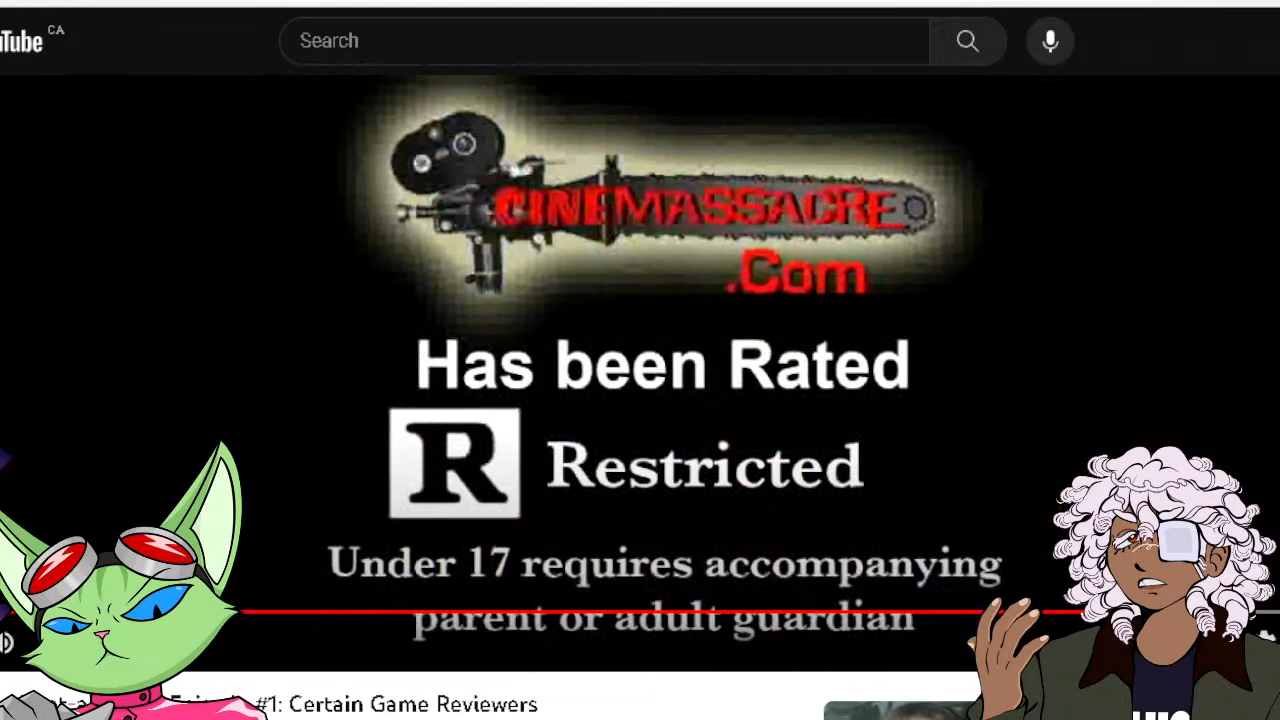 uTube CA
Search
CINEMASSACRE
.Com
Has been Rated
R Restricted
Under 17 requires accompanying
parent or adult guardian
#1: Certain Game Reviewers